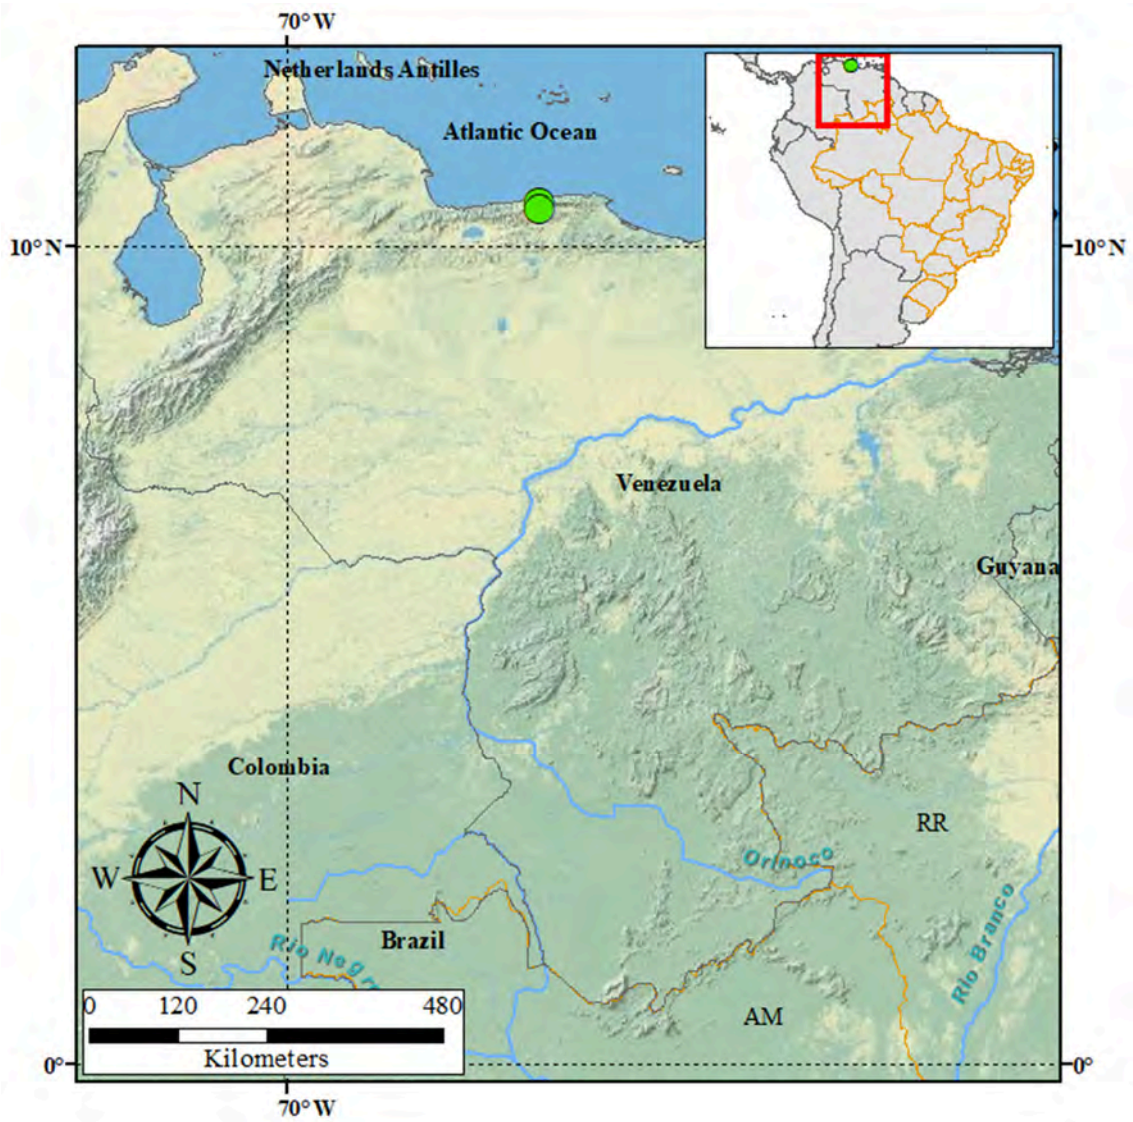 70°W
Netherlands Antilles
Atlantic Ocean
10°N
10°N
Venezuela
Guyana
Colombia
N
W
E
S
RR
Orinoco
Rio Branco
Brazil
Rio Negr
AM
0 120 240 480
Kilometers
0°
0°
70°W